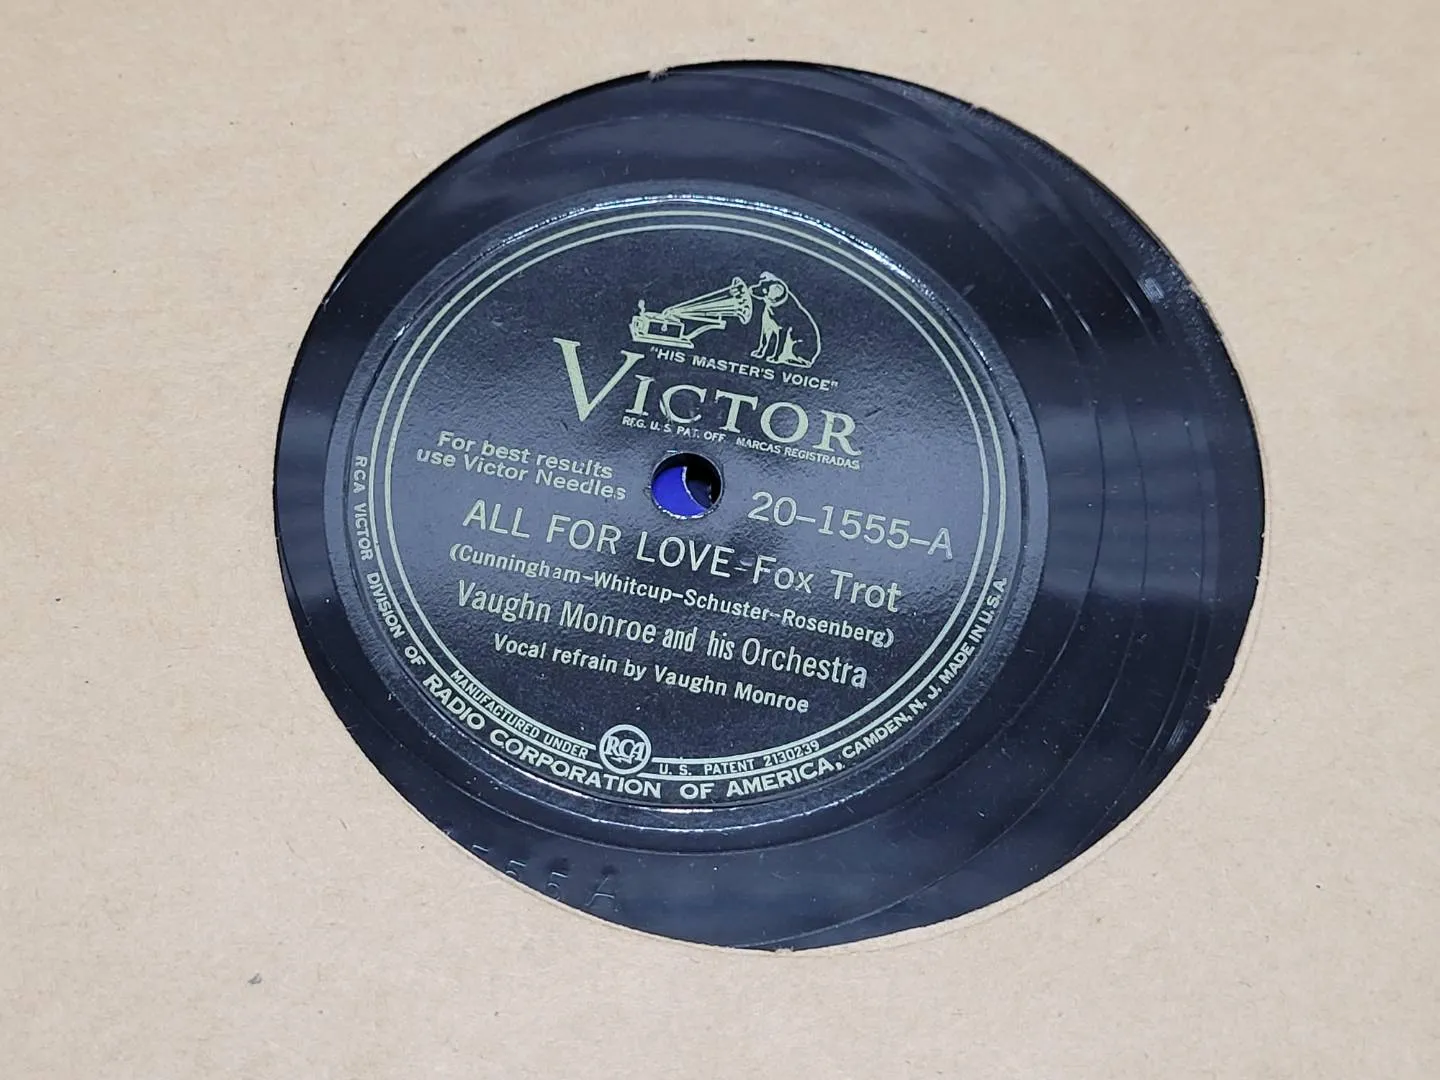 "HIS MASTER'S VOICE"
VICTOR
REG. U. S. PAT. OFF. MARCAS REGISTRADAS
For best results
use Victor Needles
20-1555-A
ALL FOR LOVE-Fox Trot
(Cunningham-Whitcup-Schuster-Rosenberg)
Vaughn Monroe and his Orchestra
Vocal refrain by Vaughn Monroe
MANUFACTURED UNDER RCA U. S. PATENT 2130239
RCA VICTOR DIVISION OF RADIO CORPORATION OF AMERICA, CAMDEN, N. J. MADE IN U. S. A.
555 A